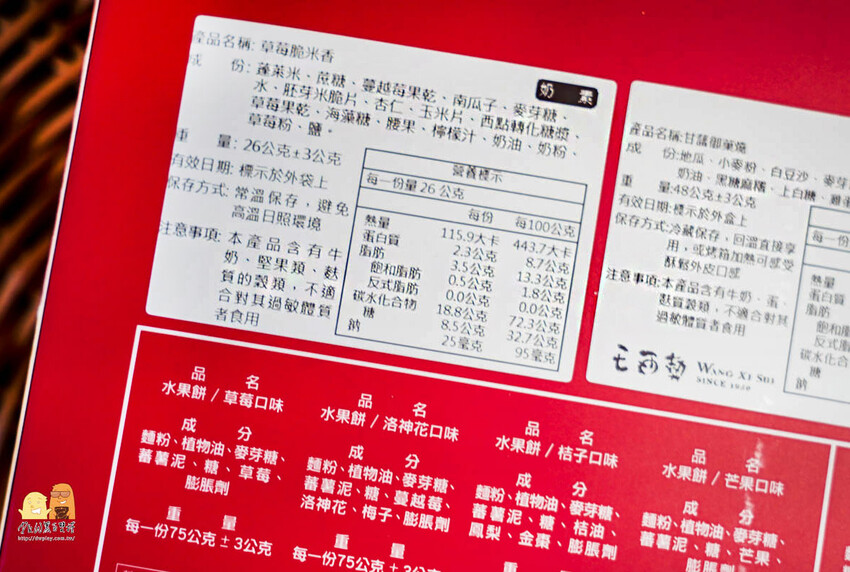 產品名稱: 草莓脆米香
奶 素
成 份: 蓬萊米、蔗糖、蔓越莓果乾、南瓜子、麥芽糖、
水、胚芽米脆片、杏仁、玉米片、西點轉化糖漿、
草莓果乾、海藻糖、腰果、檸檬汁、奶油、奶粉、
草莓粉、鹽。
重 量: 26公克±3公克
有效日期: 標示於外袋上
保存方式: 常溫保存，避免
高溫日照環境
注意事項: 本產品含有牛
奶、堅果類、麩
質的穀類，不適
合對其過敏體質
者食用
營養標示
每一份量 26 公克
每份 每100公克
熱量 115.9大卡 443.7大卡
蛋白質 2.3公克 8.7公克
脂肪 3.5公克 13.3公克
飽和脂肪 0.5公克 1.8公克
反式脂肪 0.0公克 0.0公克
碳水化合物 18.8公克 72.3公克
糖 8.5公克 32.7公克
鈉 25毫克 95毫克
產品名稱:甘藷御菓燒
成 份:地瓜、小麥粉、白豆沙、麥芽
奶油、黑糖麻糬、上白糖、雞蛋
重 量:48公克±3公克
有效日期:標示於外盒上
保存方式:冷藏保存，回溫直接享
用，或烤箱加熱可感受
酥鬆外皮口感
注意事項:本產品含有牛奶、蛋、
麩質穀類，不適合對其
過敏體質者食用
每一份
熱量
蛋白質
脂肪
飽和脂
反式脂
碳水化合
糖
鈉
WANG XI SHI
SINCE 1920
品 名
水果餅 / 草莓口味
成 分
麵粉、植物油、麥芽糖、
蕃薯泥、糖、草莓、
膨脹劑
重 量
每一份75公克±3公克
品 名
水果餅 / 洛神花口味
成 分
麵粉、植物油、麥芽糖、
蕃薯泥、糖、蔓越莓、
洛神花、梅子、膨脹劑
重 量
每一份75公克±3公克
品 名
水果餅 / 桔子口味
成 分
麵粉、植物油、麥芽糖、
蕃薯泥、糖、桔油、
鳳梨、金棗、膨脹劑
重 量
品 名
水果餅 / 芒果口味
成 分
麵粉、植物油、麥芽糖、
蕃薯泥、糖、芒果、
膨脹劑
http://dwplay.com.tw/